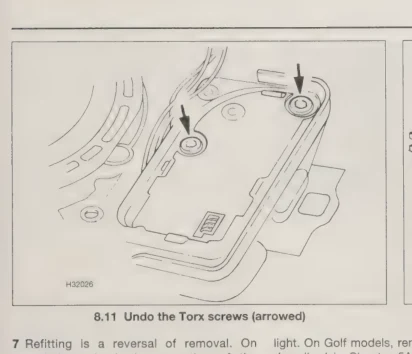 H32026
8.11 Undo the Torx screws (arrowed)
7 Refitting is a reversal of removal. On
light. On Golf models,